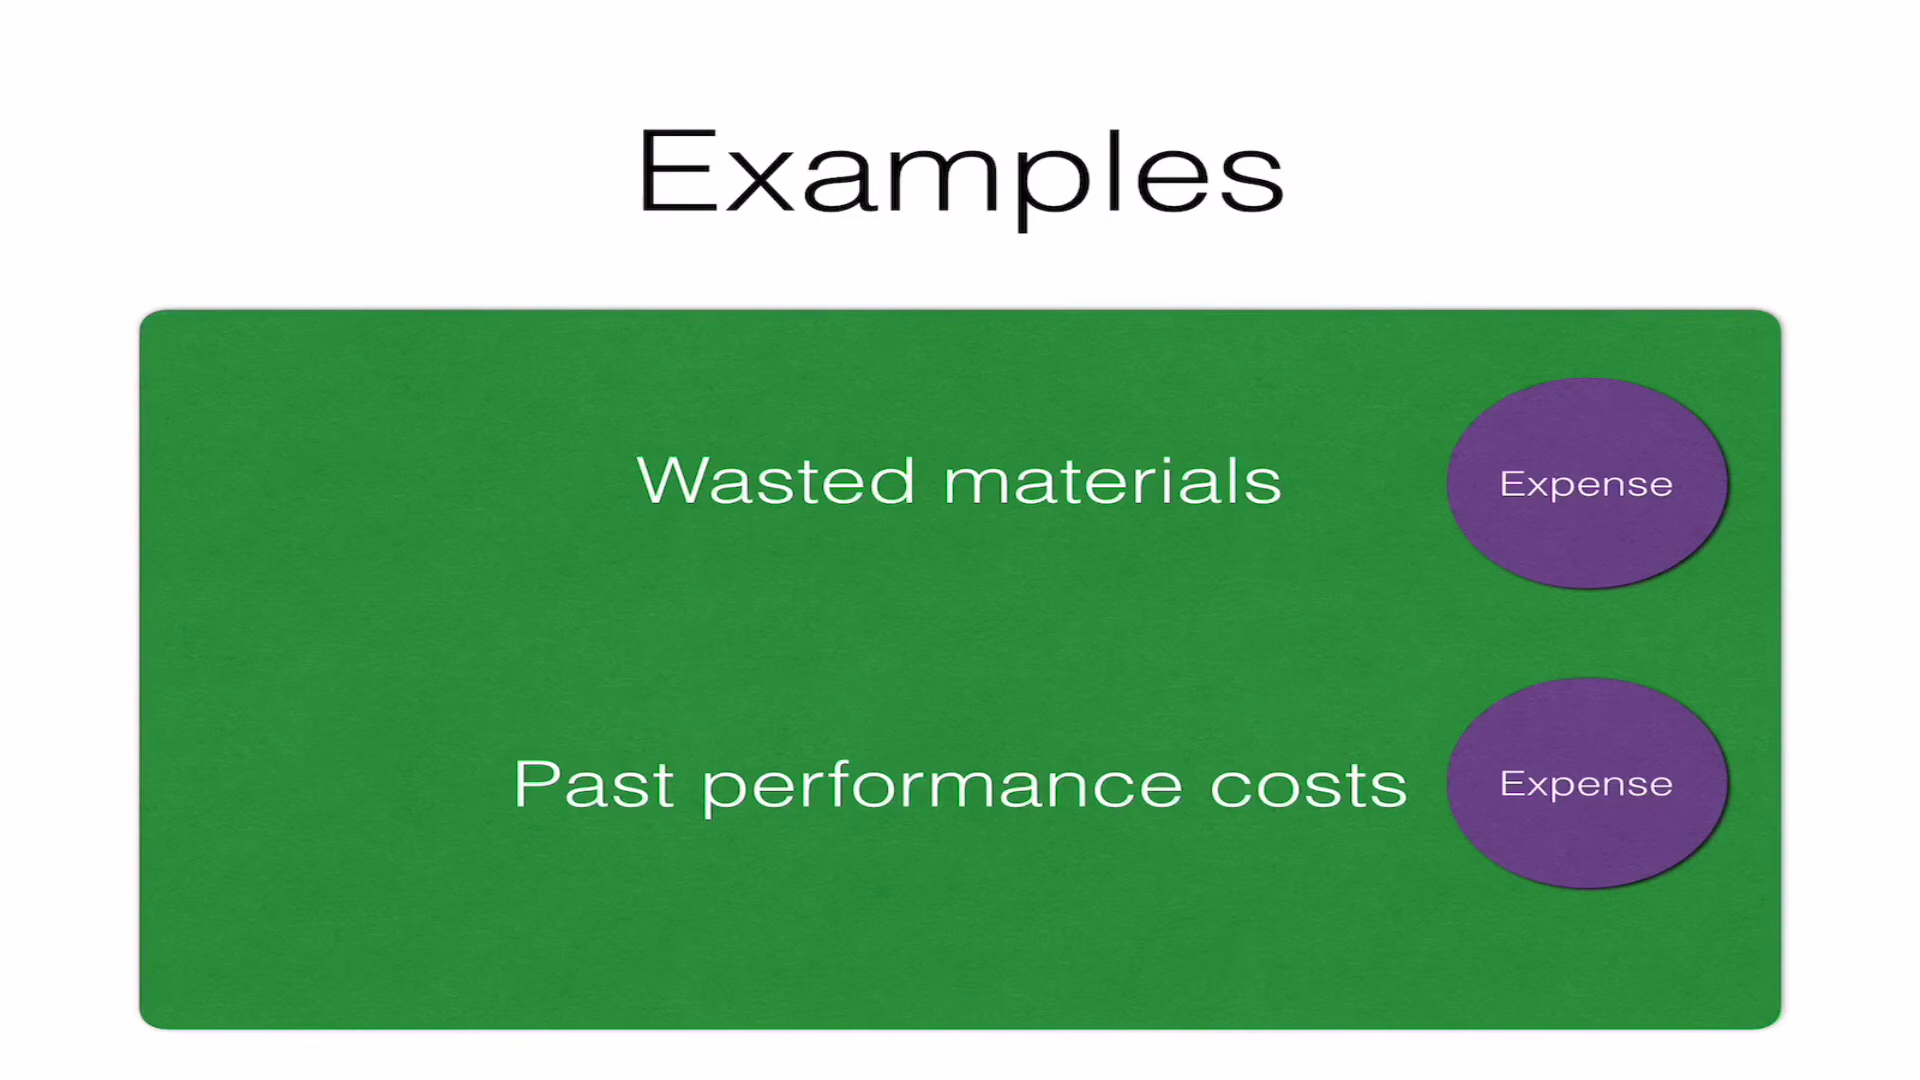 Examples
Wasted materials
Expense
Past performance costs
Expense